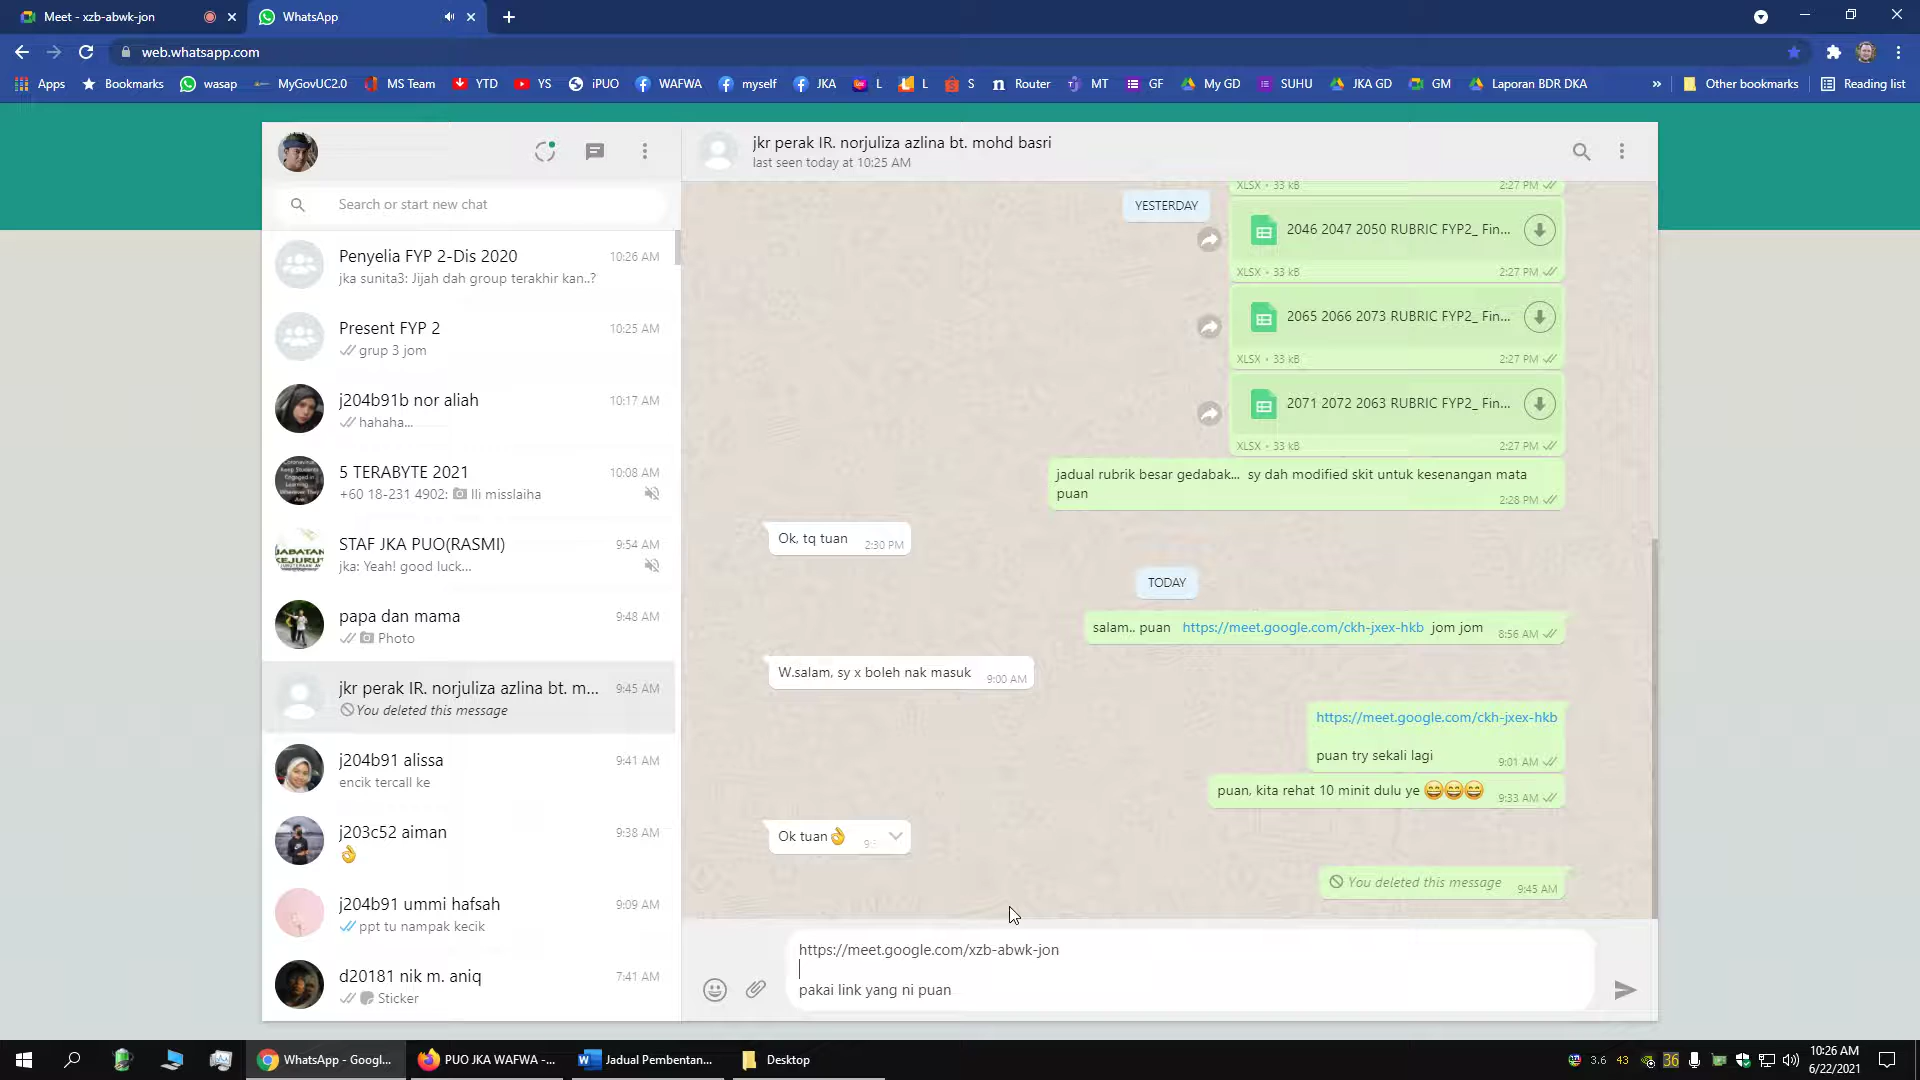 Meet - xzb-abwk-jon
WhatsApp
web.whatsapp.com
Apps
Bookmarks
wasap
MyGovUC2.0
MS Team
YTD
YS
iPUO
WAFWA
myself
JKA
L
L
S
Router
MT
GF
My GD
SUHU
JKA GD
GM
Laporan BDR DKA
»
Other bookmarks
Reading list
Search or start new chat
Penyelia FYP 2-Dis 2020
10:26 AM
jka sunita3: Jijah dah group terakhir kan..?
Present FYP 2
10:25 AM
grup 3 jom
j204b91b nor aliah
10:17 AM
hahaha...
5 TERABYTE 2021
10:08 AM
+60 18-231 4902: Ili misslaiha
STAF JKA PUO(RASMI)
9:54 AM
jka: Yeah! good luck...
papa dan mama
9:48 AM
Photo
jkr perak IR. norjuliza azlina bt. m...
9:45 AM
You deleted this message
j204b91 alissa
9:41 AM
encik tercall ke
j203c52 aiman
9:38 AM
👌
j204b91 ummi hafsah
9:09 AM
ppt tu nampak kecik
d20181 nik m. aniq
7:41 AM
Sticker
jkr perak IR. norjuliza azlina bt. mohd basri
last seen today at 10:25 AM
XLSX • 33 kB 2:27 PM
YESTERDAY
2046 2047 2050 RUBRIC FYP2_ Fin...
XLSX • 33 kB 2:27 PM
2065 2066 2073 RUBRIC FYP2_ Fin...
XLSX • 33 kB 2:27 PM
2071 2072 2063 RUBRIC FYP2_ Fin...
XLSX • 33 kB 2:27 PM
jadual rubrik besar gedabak... sy dah modified skit untuk kesenangan mata
puan
2:28 PM
Ok, tq tuan 2:30 PM
TODAY
salam.. puan https://meet.google.com/ckh-jxex-hkb jom jom 8:56 AM
W.salam, sy x boleh nak masuk 9:00 AM
https://meet.google.com/ckh-jxex-hkb
puan try sekali lagi 9:01 AM
puan, kita rehat 10 minit dulu ye 😄😄😄 9:33 AM
Ok tuan👌
You deleted this message 9:45 AM
https://meet.google.com/xzb-abwk-jon
pakai link yang ni puan
WhatsApp - Googl...
PUO JKA WAFWA -...
Jadual Pembentan...
Desktop
3.6
43
36
10:26 AM
6/22/2021